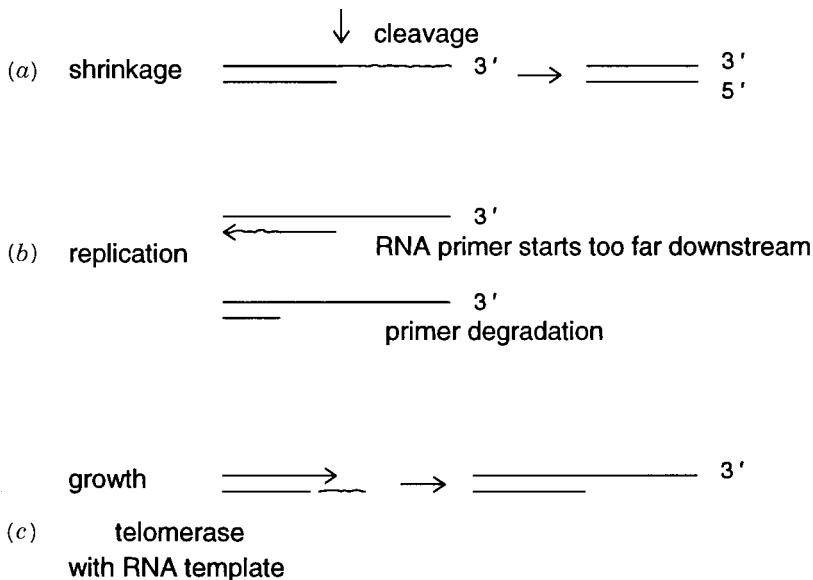 cleavage
(a) shrinkage 3' 3'
5'
3'
(b) replication RNA primer starts too far downstream
3'
primer degradation
growth 3'
(c) telomerase
with RNA template